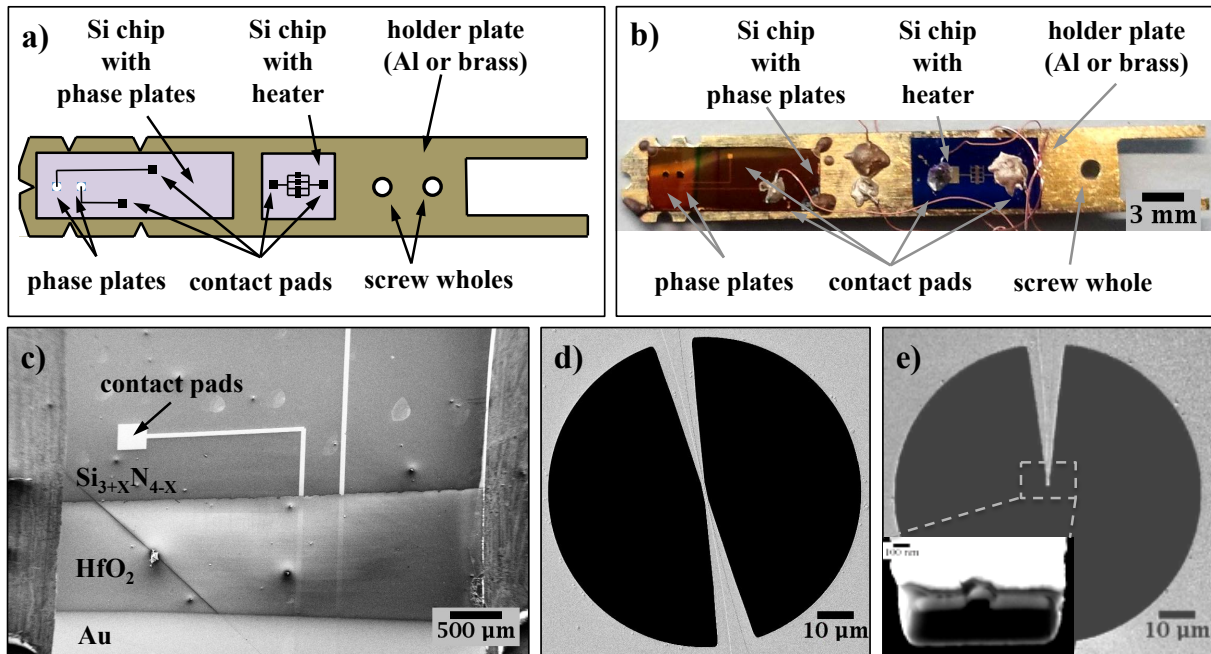 a)
Si chip
with
phase plates
Si chip
with
heater
holder plate
(Al or brass)
phase plates
contact pads
screw wholes
b)
Si chip
with
phase plates
Si chip
with
heater
holder plate
(Al or brass)
3 mm
phase plates
contact pads
screw whole
c)
contact pads
Si3+XN4-X
HfO2
Au
500 μm
d)
10 μm
e)
100 nm
10 μm